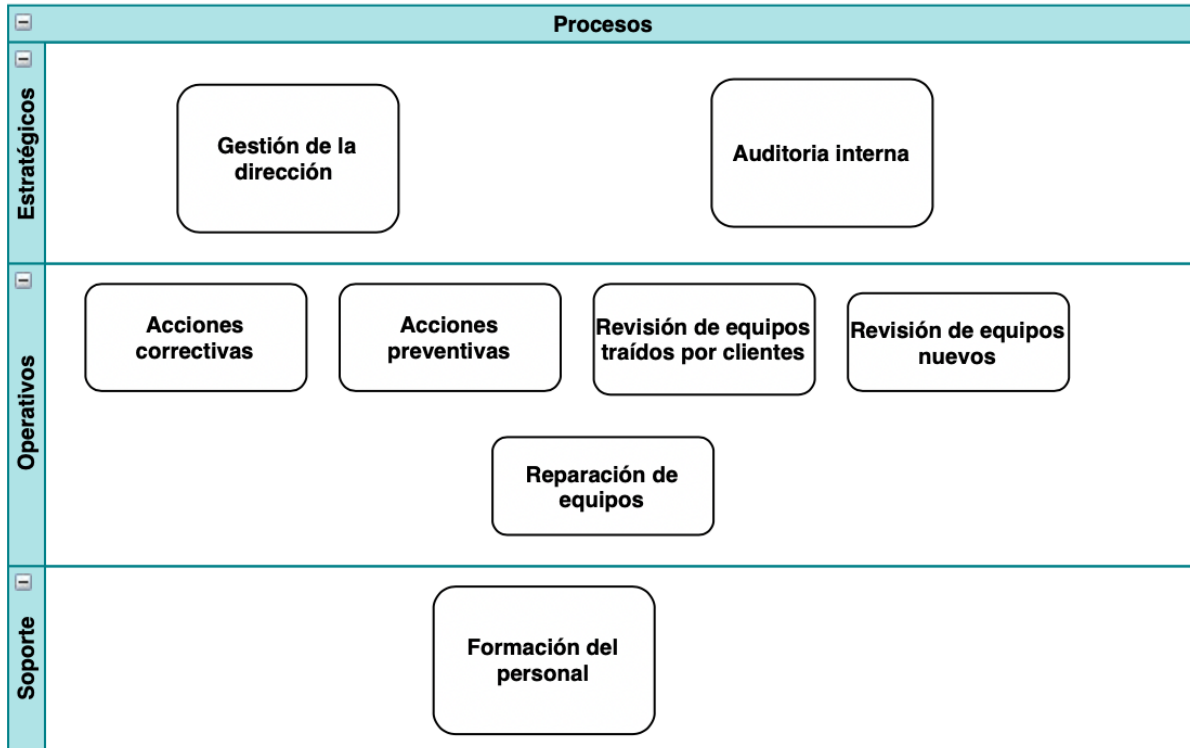 Procesos
Estratégicos
Gestión de la
dirección
Auditoria interna
Operativos
Acciones
correctivas
Acciones
preventivas
Revisión de equipos
traídos por clientes
Revisión de equipos
nuevos
Reparación de
equipos
Soporte
Formación del
personal